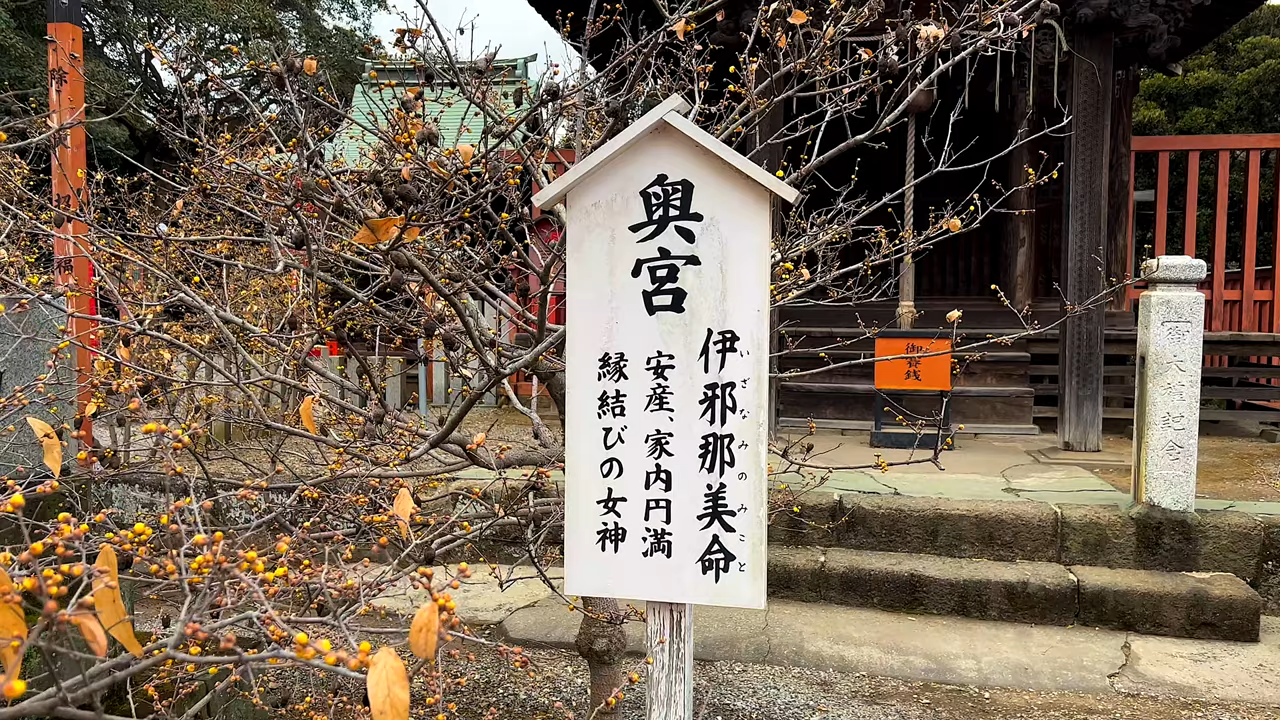 奥宮
伊邪那美命
いざなみのみこと
安産、家内円満
縁結びの女神
御賽銭